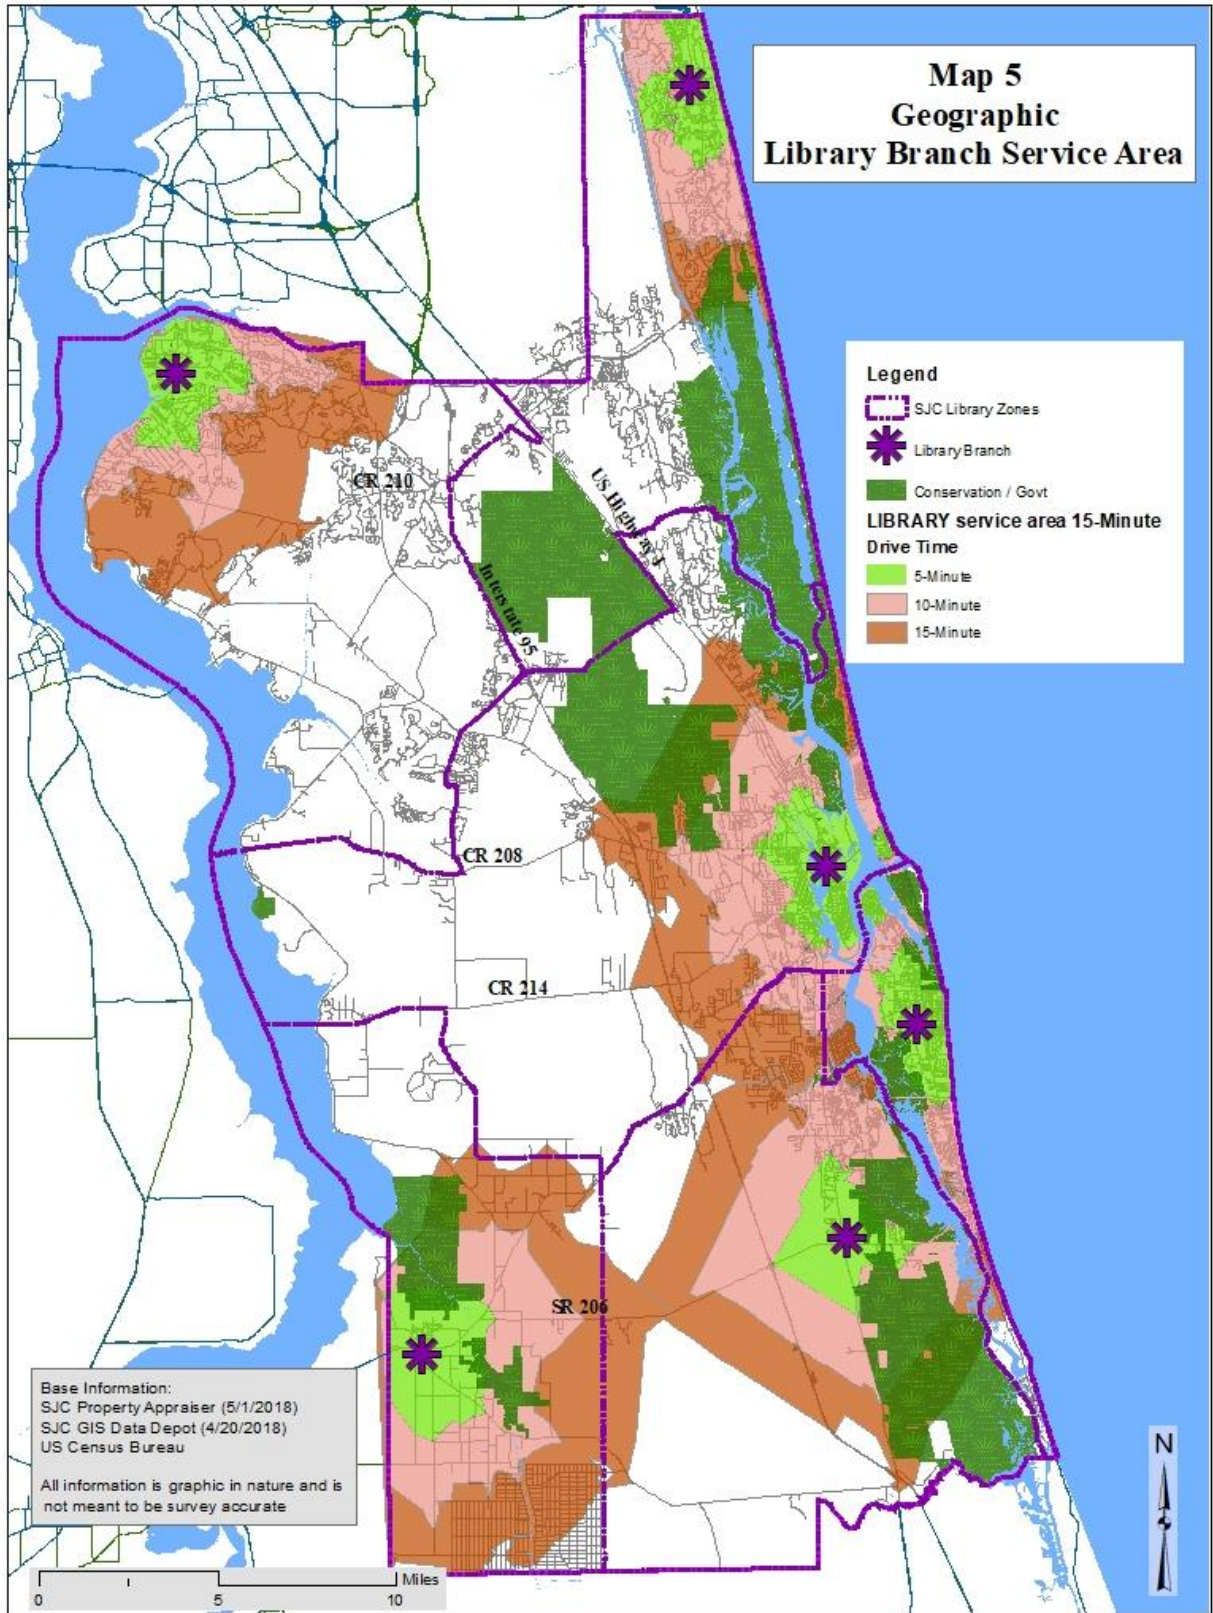 Map 5
Geographic
Library Branch Service Area
Legend
SJC Library Zones
Library Branch
Conservation / Govt
LIBRARY service area 15-Minute
Drive Time
5-Minute
10-Minute
15-Minute
CR 210
US Highway 1
Interstate 95
CR 208
CR 214
SR 206
Base Information:
SJC Property Appraiser (5/1/2018)
SJC GIS Data Depot (4/20/2018)
US Census Bureau
All information is graphic in nature and is
not meant to be survey accurate
N
Miles
0 5 10